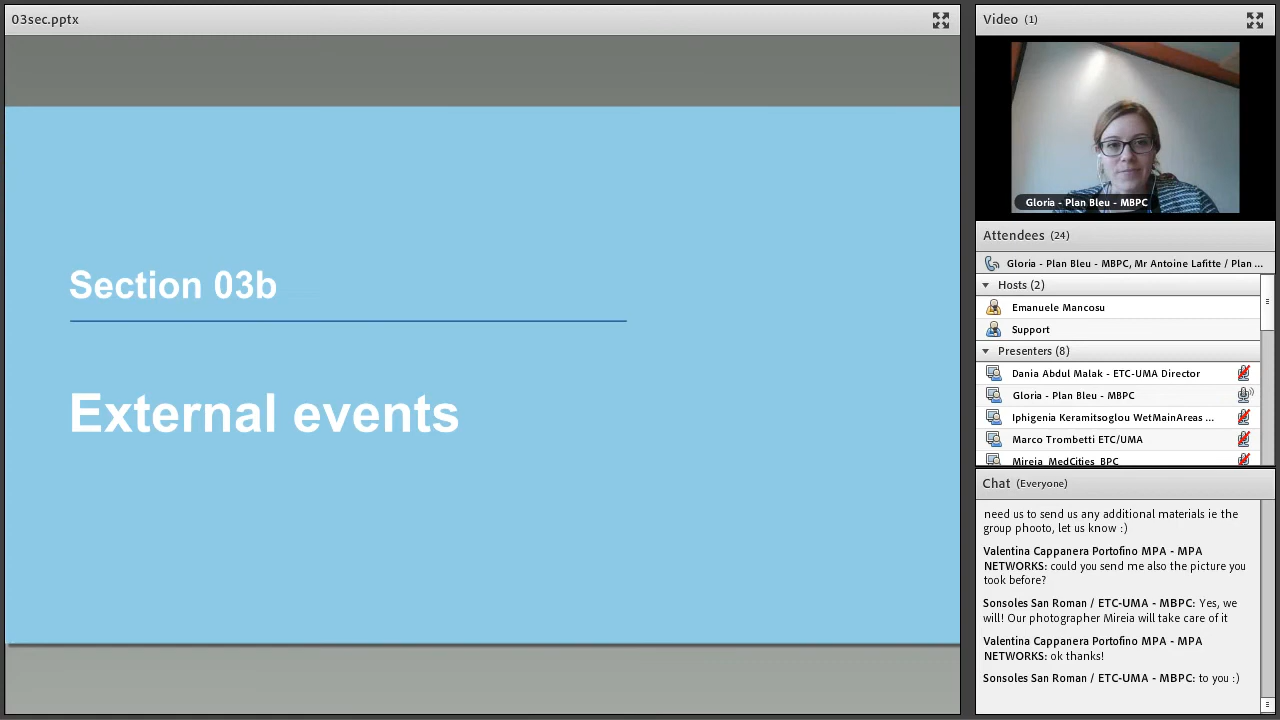 03sec.pptx
Section 03b
External events
Video (1)
Gloria - Plan Bleu - MBPC
Attendees (24)
Gloria - Plan Bleu - MBPC, Mr Antoine Lafitte / Plan ...
Hosts (2)
Emanuele Mancosu
Support
Presenters (8)
Dania Abdul Malak - ETC-UMA Director
Gloria - Plan Bleu - MBPC
Iphigenia Keramitsoglou WetMainAreas ...
Marco Trombetti ETC/UMA
Mireia_MedCities_BPC
Chat (Everyone)
need us to send us any additional materials ie the
group phooto, let us know :)
Valentina Cappanera Portofino MPA - MPA
NETWORKS: could you send me also the picture you
took before?
Sonsoles San Roman / ETC-UMA - MBPC: Yes, we
will! Our photographer Mireia will take care of it
Valentina Cappanera Portofino MPA - MPA
NETWORKS: ok thanks!
Sonsoles San Roman / ETC-UMA - MBPC: to you :)